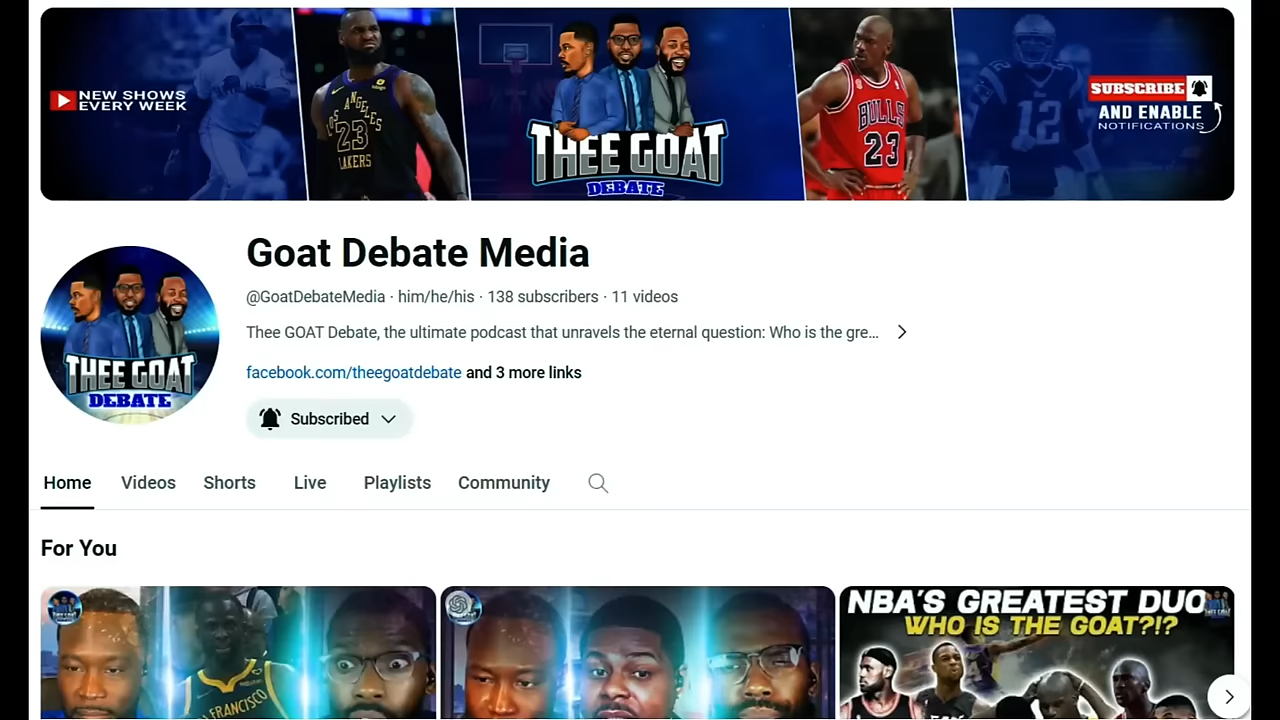 NEW SHOWS
EVERY WEEK
LOS ANGELES
23
LAKERS
THEE GOAT
DEBATE
BULLS
23
12
SUBSCRIBE
AND ENABLE
NOTIFICATIONS
Goat Debate Media
@GoatDebateMedia · him/he/his · 138 subscribers · 11 videos
Thee GOAT Debate, the ultimate podcast that unravels the eternal question: Who is the gre...
facebook.com/theegoatdebate and 3 more links
THEE GOAT
DEBATE
Subscribed
Home Videos Shorts Live Playlists Community
For You
NBA'S GREATEST DUO
WHO IS THE GOAT?!?